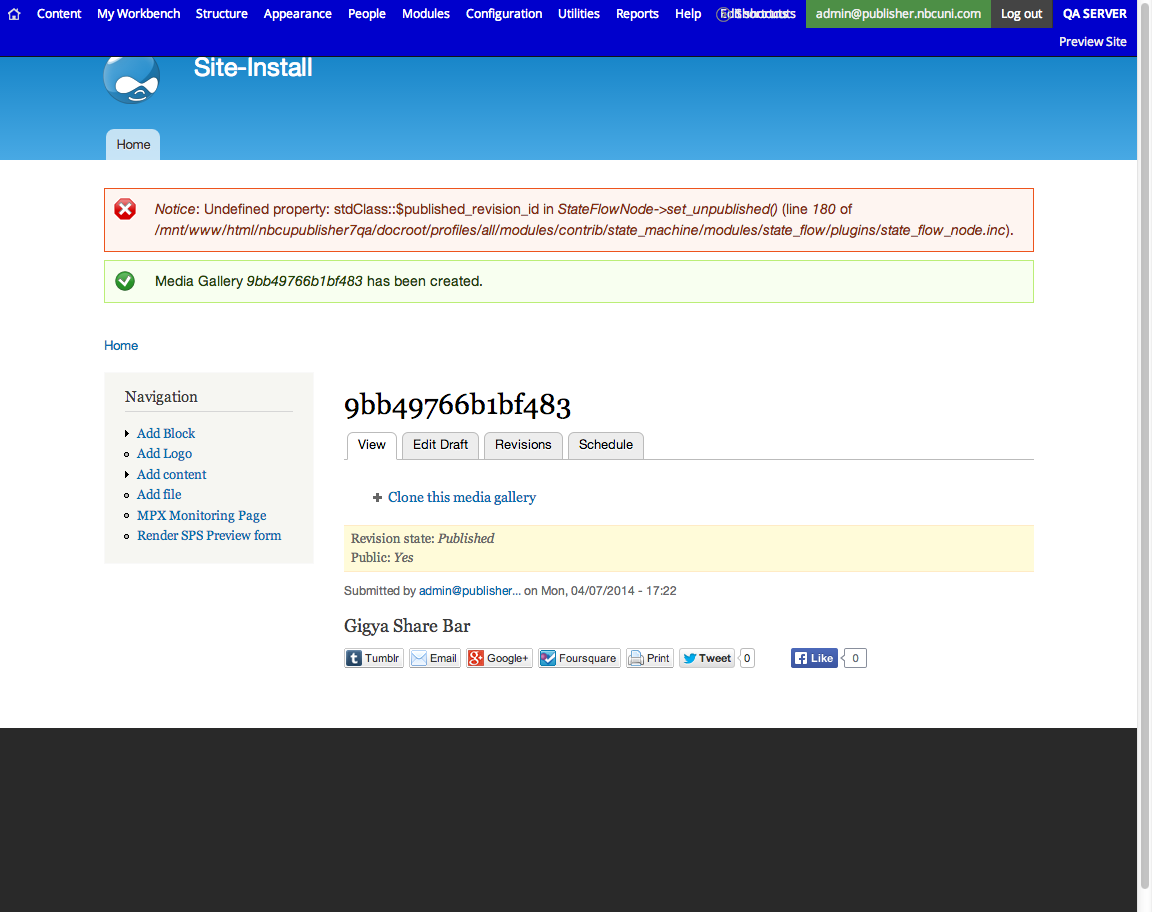 Content My Workbench Structure Appearance People Modules Configuration Utilities Reports Help Edit shortcuts Shortcuts admin@publisher.nbcuni.com Log out QA SERVER
Preview Site
Site-Install
Home
Notice: Undefined property: stdClass::$published_revision_id in StateFlowNode->set_unpublished() (line 180 of
/mnt/www/html/nbcupublisher7qa/docroot/profiles/all/modules/contrib/state_machine/modules/state_flow/plugins/state_flow_node.inc).
Media Gallery 9bb49766b1bf483 has been created.
Home
Navigation
Add Block
Add Logo
Add content
Add file
MPX Monitoring Page
Render SPS Preview form
9bb49766b1bf483
View Edit Draft Revisions Schedule
Clone this media gallery
Revision state: Published
Public: Yes
Submitted by admin@publisher... on Mon, 04/07/2014 - 17:22
Gigya Share Bar
Tumblr Email Google+ Foursquare Print Tweet 0 Like 0